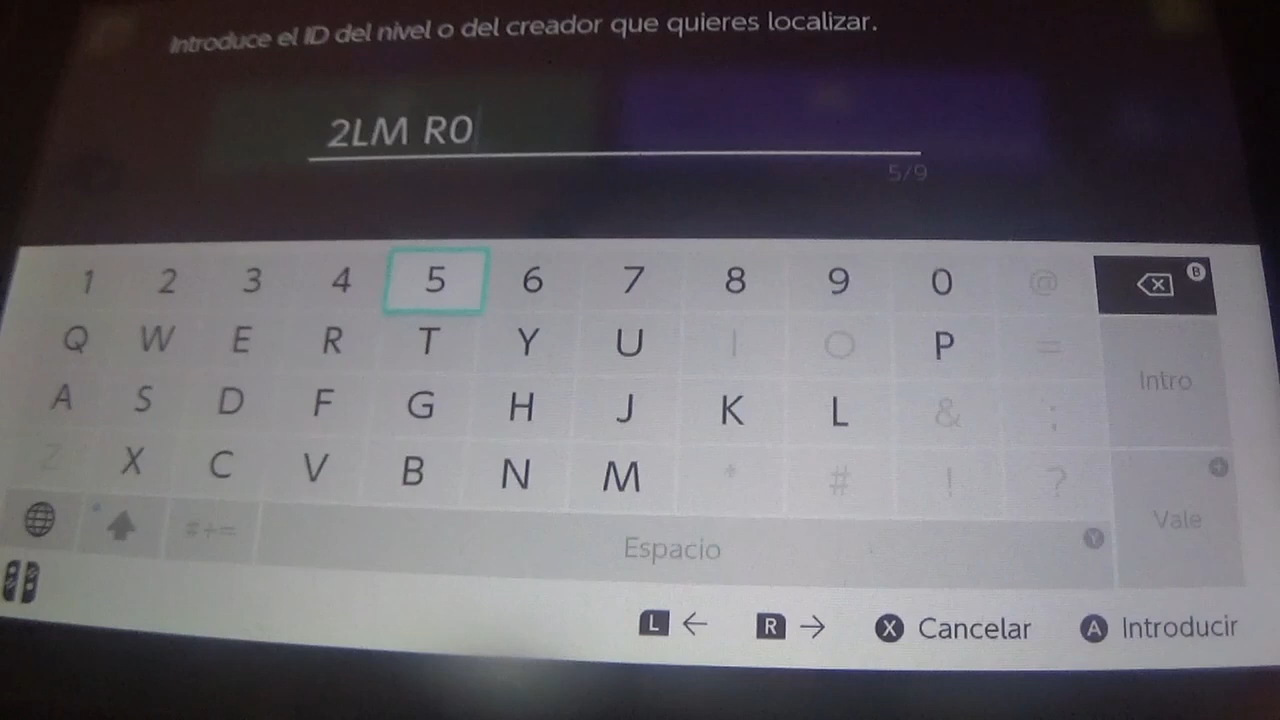 Introduce el ID del nivel o del creador que quieres localizar.
2LM R0
5/9
1 2 3 4 5 6 7 8 9 0 @ B
Q W E R T Y U I O P =
Intro
A S D F G H J K L & ;
Z X C V B N M * # ! ? +
#+= Espacio Y Vale
L ← R → X Cancelar A Introducir